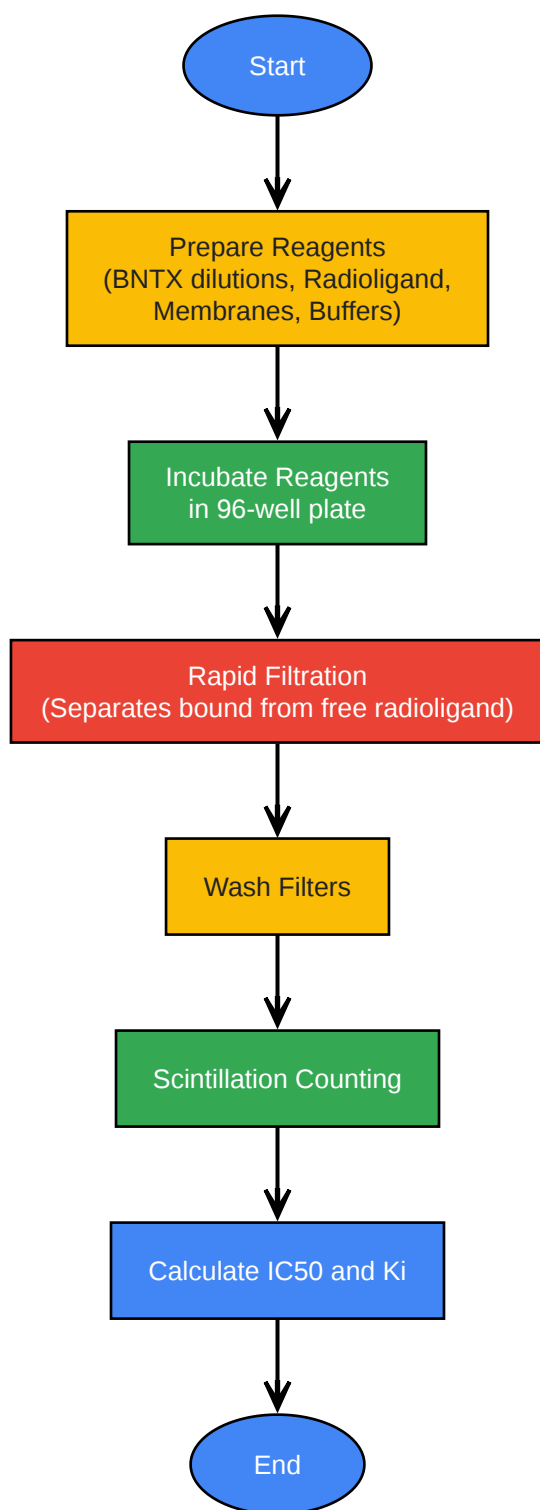 Start
Prepare Reagents
(BNTX dilutions, Radioligand,
Membranes, Buffers)
Incubate Reagents
in 96-well plate
Rapid Filtration
(Separates bound from free radioligand)
Wash Filters
Scintillation Counting
Calculate IC50 and Ki
End